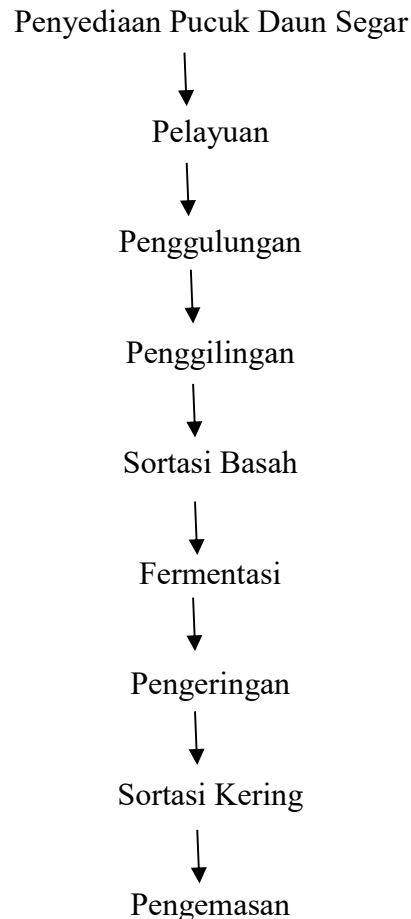 Penyediaan Pucuk Daun Segar
Pelayuan
Penggulungan
Penggilingan
Sortasi Basah
Fermentasi
Pengeringan
Sortasi Kering
Pengemasan